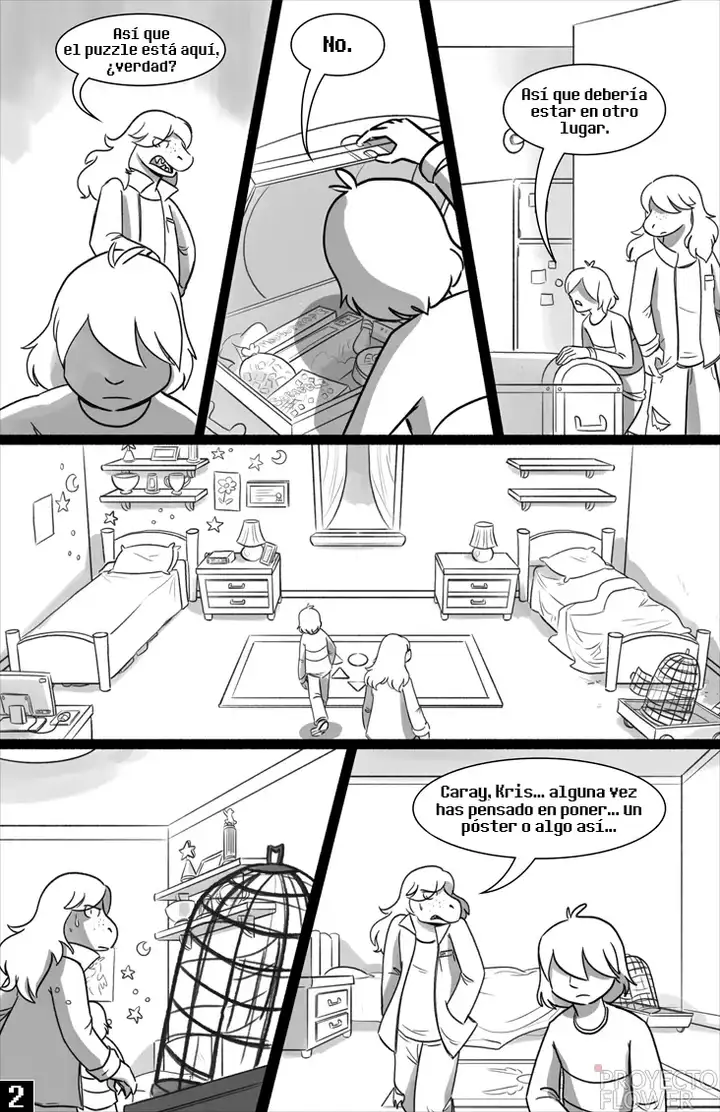 Así que
el puzzle está aquí,
¿verdad?
No.
Así que debería
estar en otro
lugar.
Caray, Kris... alguna vez
has pensado en poner... un
póster o algo así...
2
PROYECTO
FLOWER